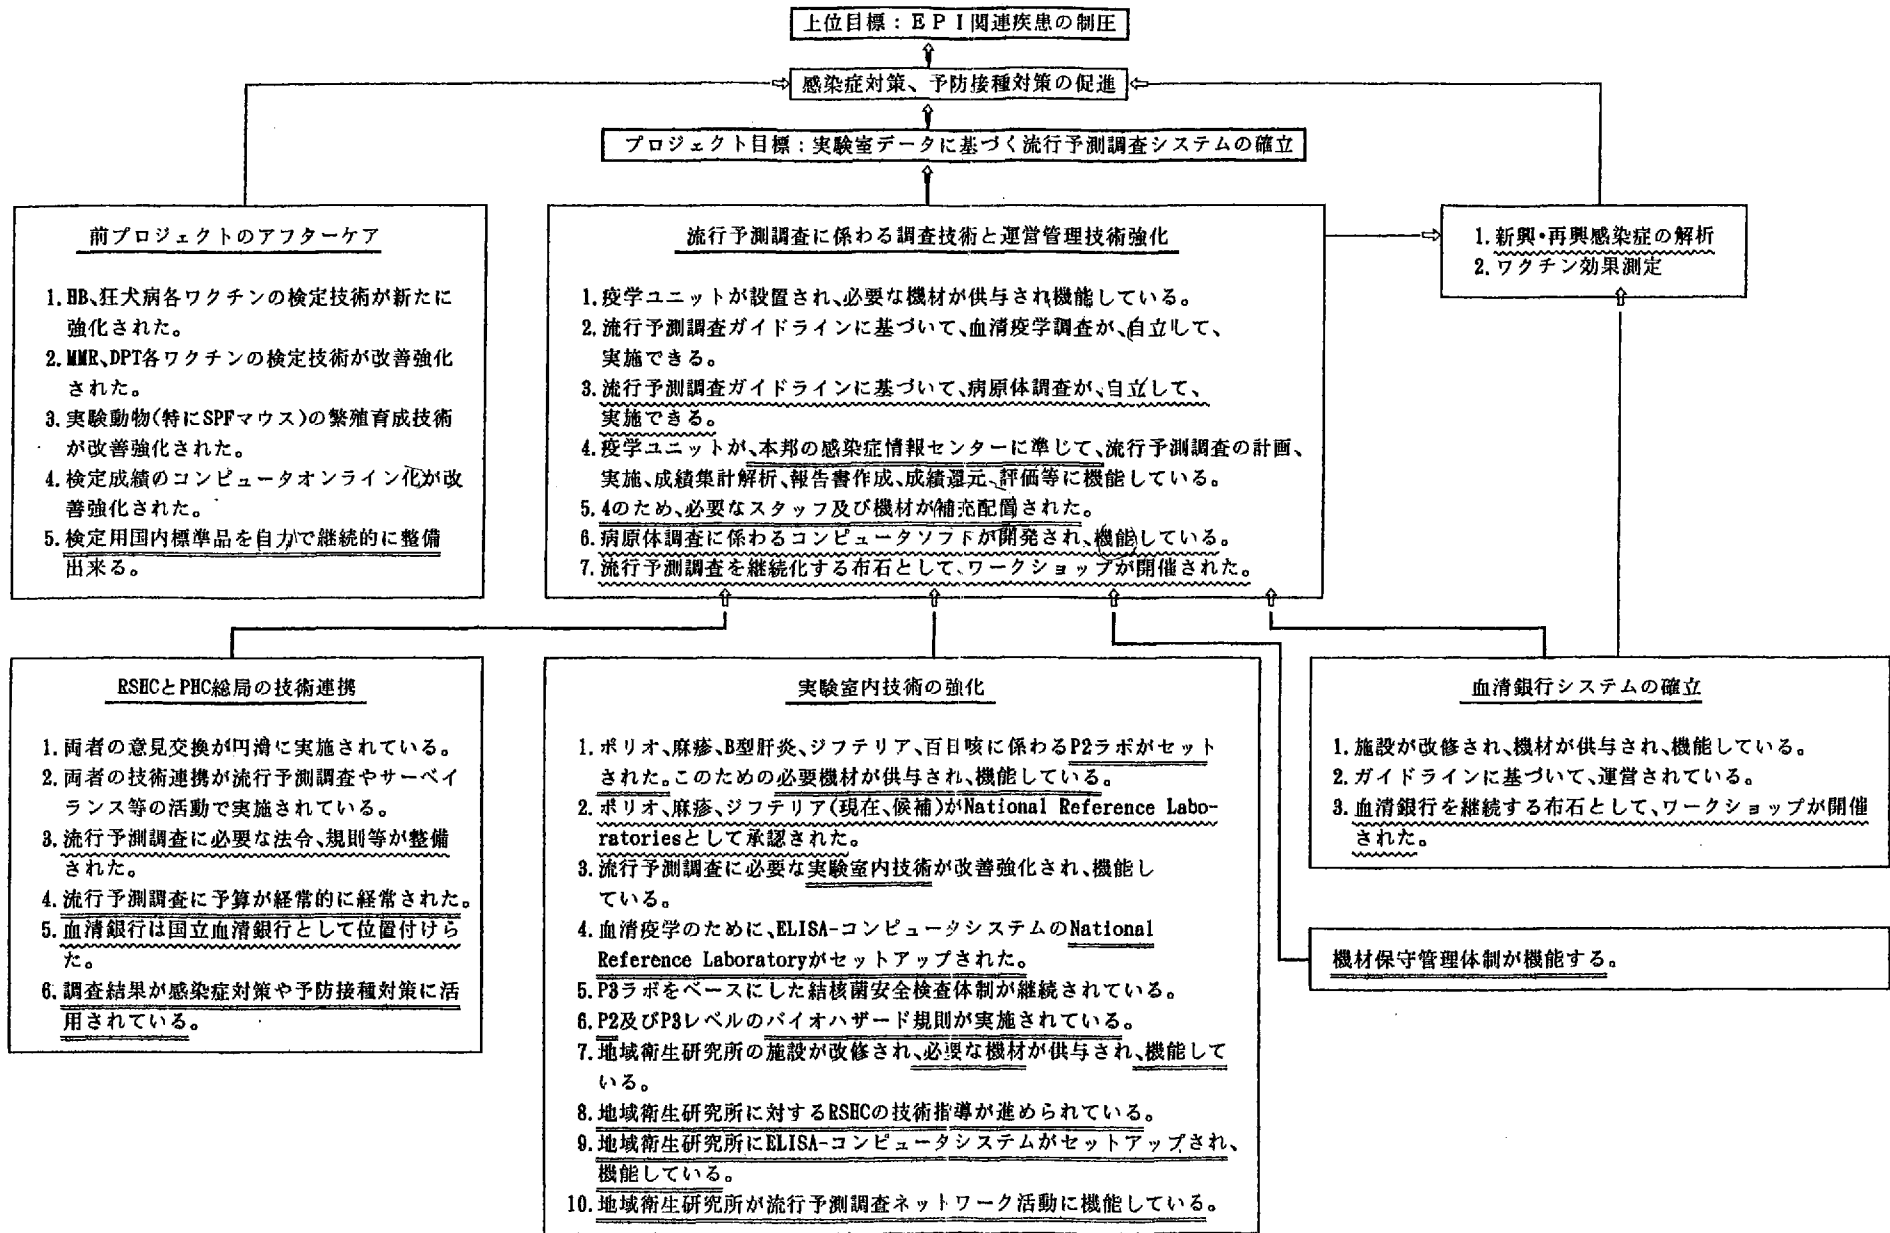 上位目標：ＥＰＩ関連疾患の制圧
感染症対策、予防接種対策の促進
プロジェクト目標：実験室データに基づく流行予測調査システムの確立
前プロジェクトのアフターケア
1. HB、狂犬病各ワクチンの検定技術が新たに
強化された。
2. MMR、DPT各ワクチンの検定技術が改善強化
された。
3. 実験動物(特にSPFマウス)の繁殖育成技術
が改善強化された。
4. 検定成績のコンピュータオンライン化が改
善強化された。
5. 検定用国内標準品を自力で継続的に整備
出来る。
流行予測調査に係わる調査技術と運営管理技術強化
1. 疫学ユニットが設置され、必要な機材が供与され機能している。
2. 流行予測調査ガイドラインに基づいて、血清疫学調査が、自立して、
実施できる。
3. 流行予測調査ガイドラインに基づいて、病原体調査が、自立して、
実施できる。
4. 疫学ユニットが、本邦の感染症情報センターに準じて、流行予測調査の計画、
実施、成績集計解析、報告書作成、成績還元、評価等に機能している。
5. 4のため、必要なスタッフ及び機材が補充配置された。
6. 病原体調査に係わるコンピュータソフトが開発され、機能している。
7. 流行予測調査を継続化する布石として、ワークショップが開催された。
1. 新興・再興感染症の解析
2. ワクチン効果測定
RSHCとPHC総局の技術連携
1. 両者の意見交換が円滑に実施されている。
2. 両者の技術連携が流行予測調査やサーベイ
ランス等の活動で実施されている。
3. 流行予測調査に必要な法令、規則等が整備
された。
4. 流行予測調査に予算が経常的に経常された。
5. 血清銀行は国立血清銀行として位置付けら
た。
6. 調査結果が感染症対策や予防接種対策に活
用されている。
実験室内技術の強化
1. ポリオ、麻疹、B型肝炎、ジフテリア、百日咳に係わるP2ラボがセット
された。このための必要機材が供与され、機能している。
2. ポリオ、麻疹、ジフテリア(現在、候補)がNational Reference Labo-
ratoriesとして承認された。
3. 流行予測調査に必要な実験室内技術が改善強化され、機能し
ている。
4. 血清疫学のために、ELISA-コンピュータシステムのNational
Reference Laboratoryがセットアップされた。
5. P3ラボをベースにした結核菌安全検査体制が継続されている。
6. P2及びP3レベルのバイオハザード規則が実施されている。
7. 地域衛生研究所の施設が改修され、必要な機材が供与され、機能して
いる。
8. 地域衛生研究所に対するRSHCの技術指導が進められている。
9. 地域衛生研究所にELISA-コンピュータシステムがセットアップされ、
機能している。
10. 地域衛生研究所が流行予測調査ネットワーク活動に機能している。
血清銀行システムの確立
1. 施設が改修され、機材が供与され、機能している。
2. ガイドラインに基づいて、運営されている。
3. 血清銀行を継続する布石として、ワークショップが開催
された。
機材保守管理体制が機能する。